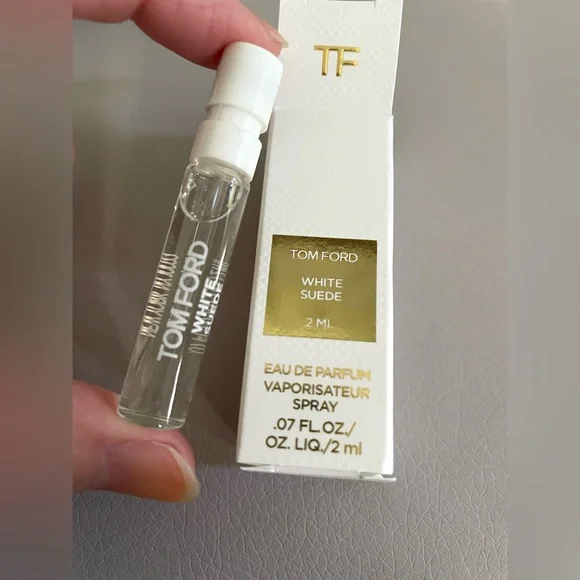 TF
TOM FORD
WHITE
SUEDE
2 ML
EAU DE PARFUM
VAPORISATEUR
SPRAY
.07 FL.OZ./
OZ. LIQ./2 ml
TOM FORD
WHITE
SUEDE